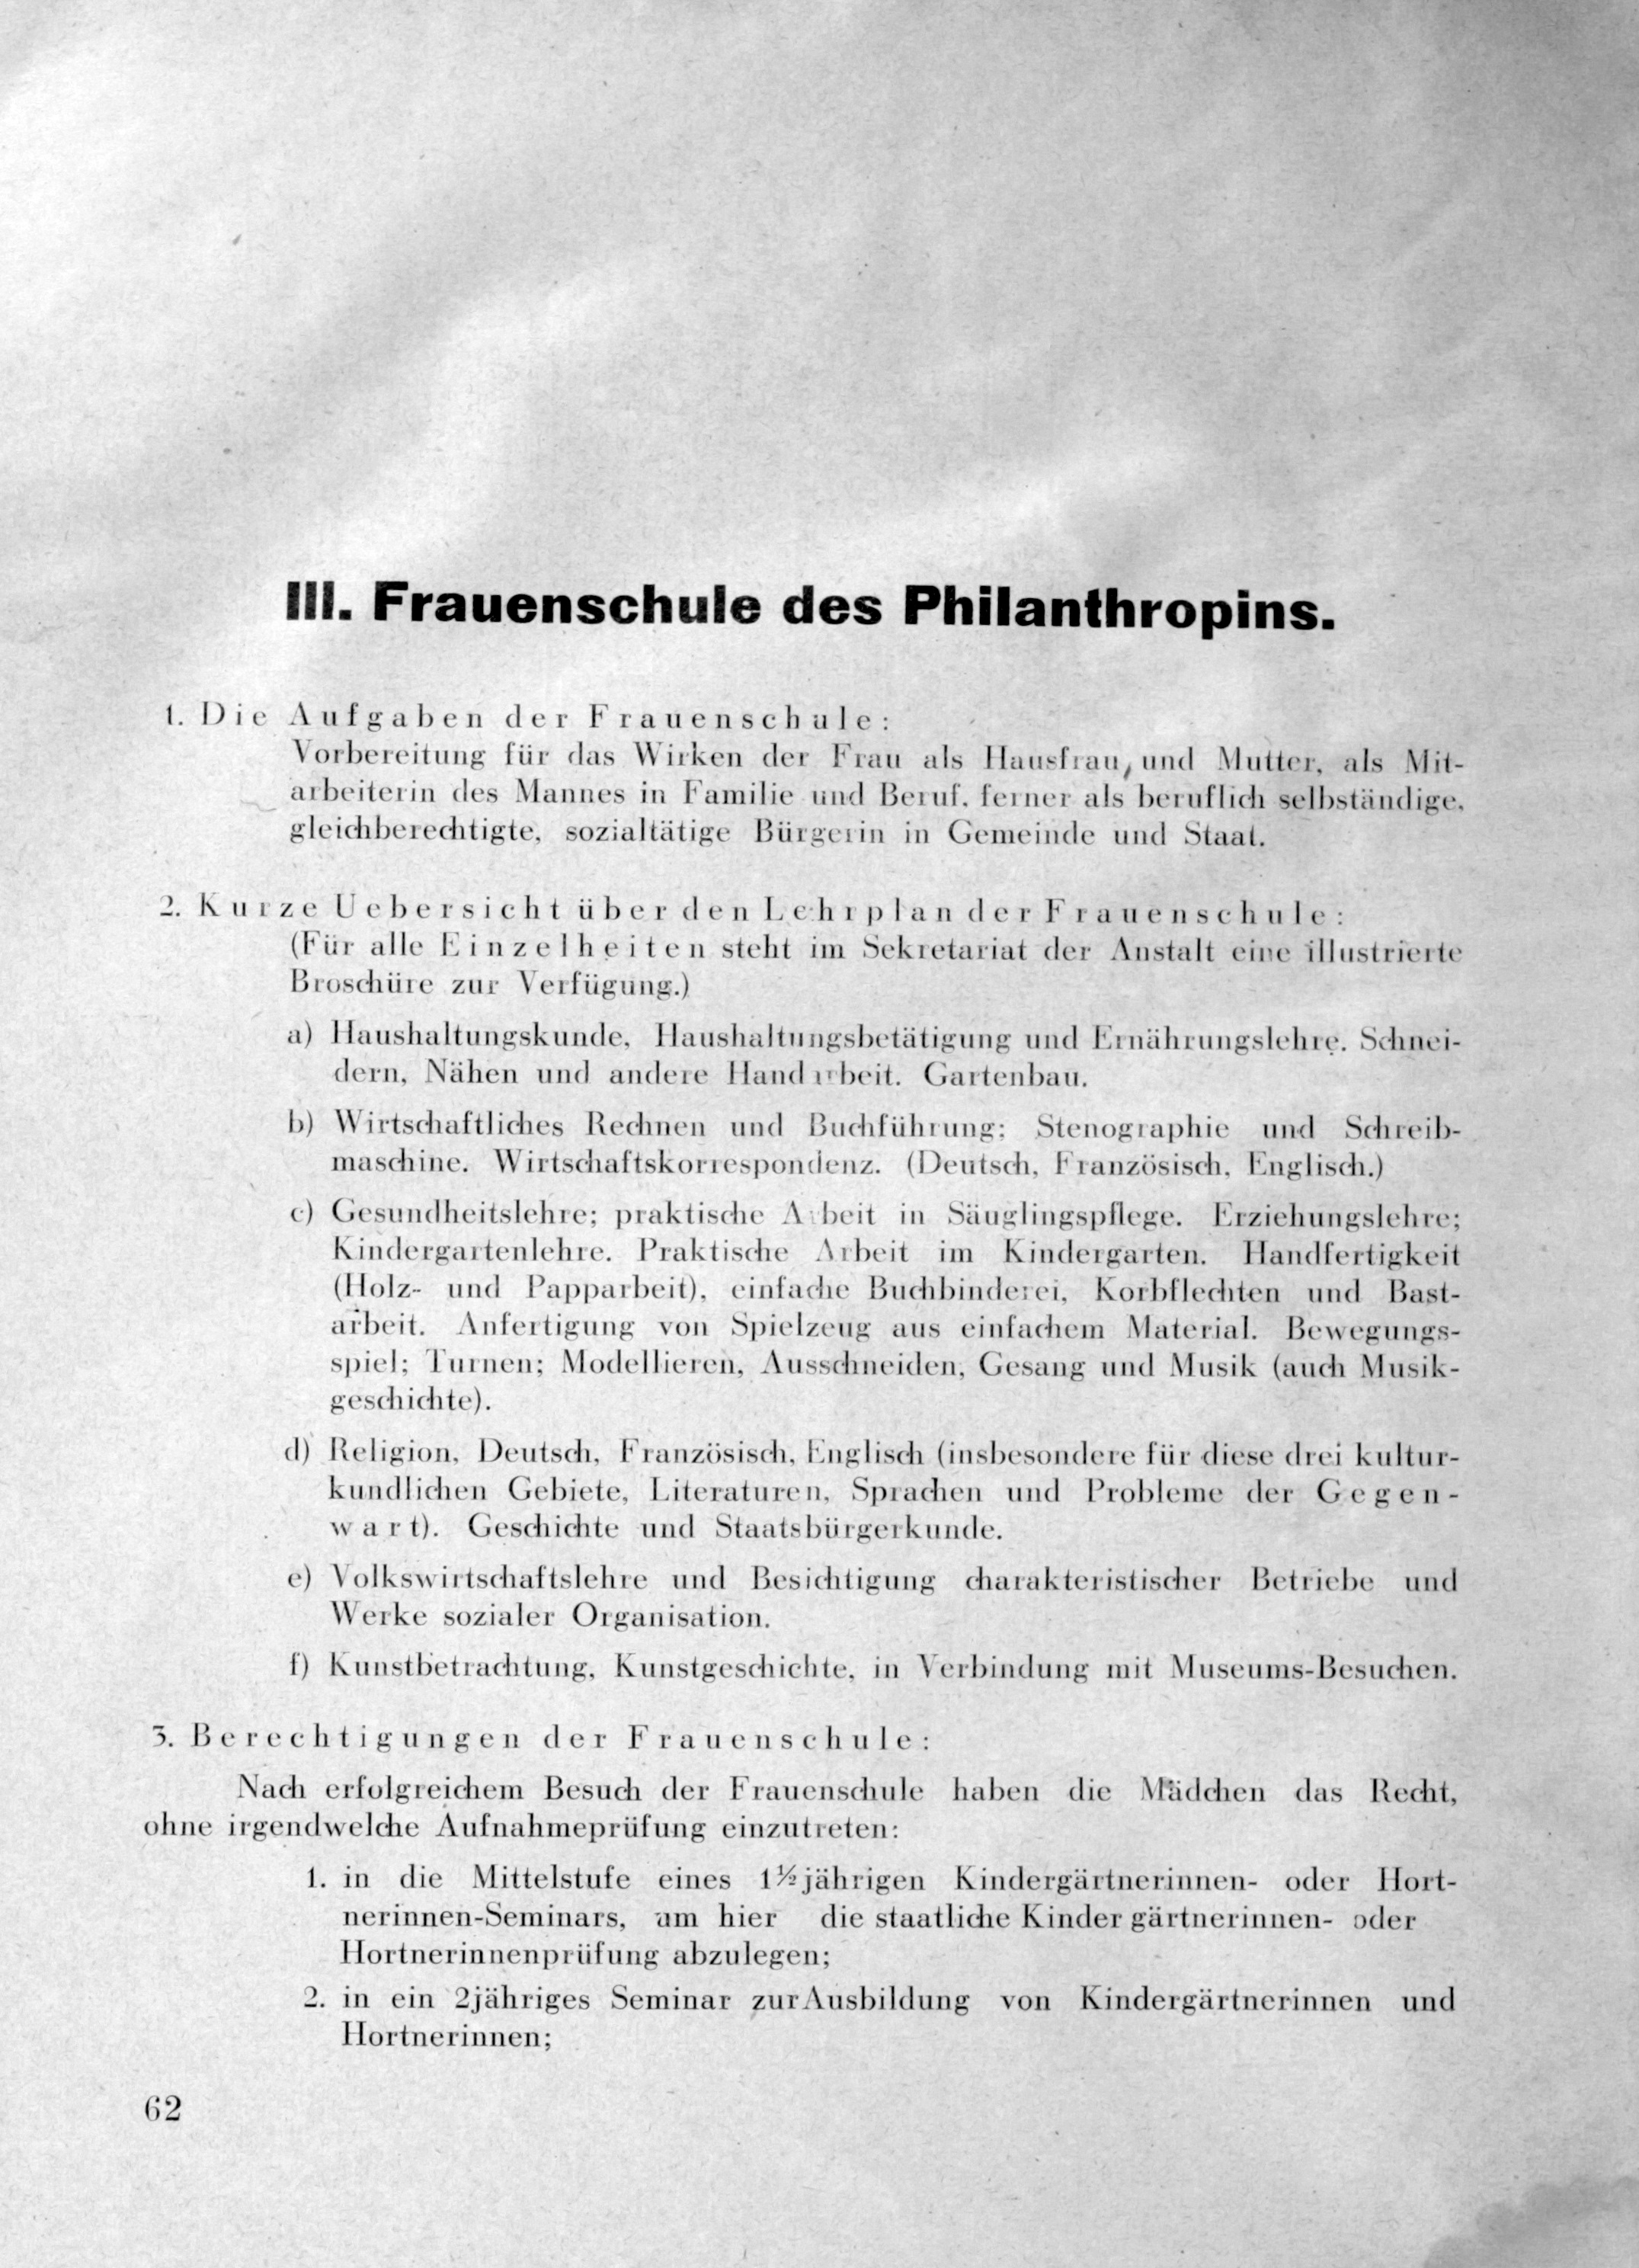 III. Frauenschule des Philanthropins.
1. Die Aufgaben der Frauenschule:
Vorbereitung für das Wirken der Frau als Hausfrau, und Mutter, als Mit-
arbeiterin des Mannes in Familie und Beruf, ferner als beruflich selbständige,
gleichberechtigte, sozialtätige Bürgerin in Gemeinde und Staat.
2. Kurze Uebersicht über den Lehrplan der Frauenschule:
(Für alle Einzelheiten steht im Sekretariat der Anstalt eine illustrierte
Broschüre zur Verfügung.)
a) Haushaltungskunde, Haushaltungsbetätigung und Ernährungslehre. Schnei-
dern, Nähen und andere Handarbeit. Gartenbau.
b) Wirtschaftliches Rechnen und Buchführung; Stenographie und Schreib-
maschine. Wirtschaftskorrespondenz. (Deutsch, Französisch, Englisch.)
c) Gesundheitslehre; praktische Arbeit in Säuglingspflege. Erziehungslehre;
Kindergartenlehre. Praktische Arbeit im Kindergarten. Handfertigkeit
(Holz- und Papparbeit), einfache Buchbinderei, Korbflechten und Bast-
arbeit. Anfertigung von Spielzeug aus einfachem Material. Bewegungs-
spiel; Turnen; Modellieren, Ausschneiden, Gesang und Musik (auch Musik-
geschichte).
d) Religion, Deutsch, Französisch, Englisch (insbesondere für diese drei kultur-
kundlichen Gebiete, Literaturen, Sprachen und Probleme der Gegen-
wart). Geschichte und Staatsbürgerkunde.
e) Volkswirtschaftslehre und Besichtigung charakteristischer Betriebe und
Werke sozialer Organisation.
f) Kunstbetrachtung, Kunstgeschichte, in Verbindung mit Museums-Besuchen.
3. Berechtigungen der Frauenschule:
Nach erfolgreichem Besuch der Frauenschule haben die Mädchen das Recht,
ohne irgendwelche Aufnahmeprüfung einzutreten:
1. in die Mittelstufe eines 1½jährigen Kindergärtnerinnen- oder Hort-
nerinnen-Seminars, um hier die staatliche Kinder gärtnerinnen- oder
Hortnerinnenprüfung abzulegen;
2. in ein 2jähriges Seminar zur Ausbildung von Kindergärtnerinnen und
Hortnerinnen;
62